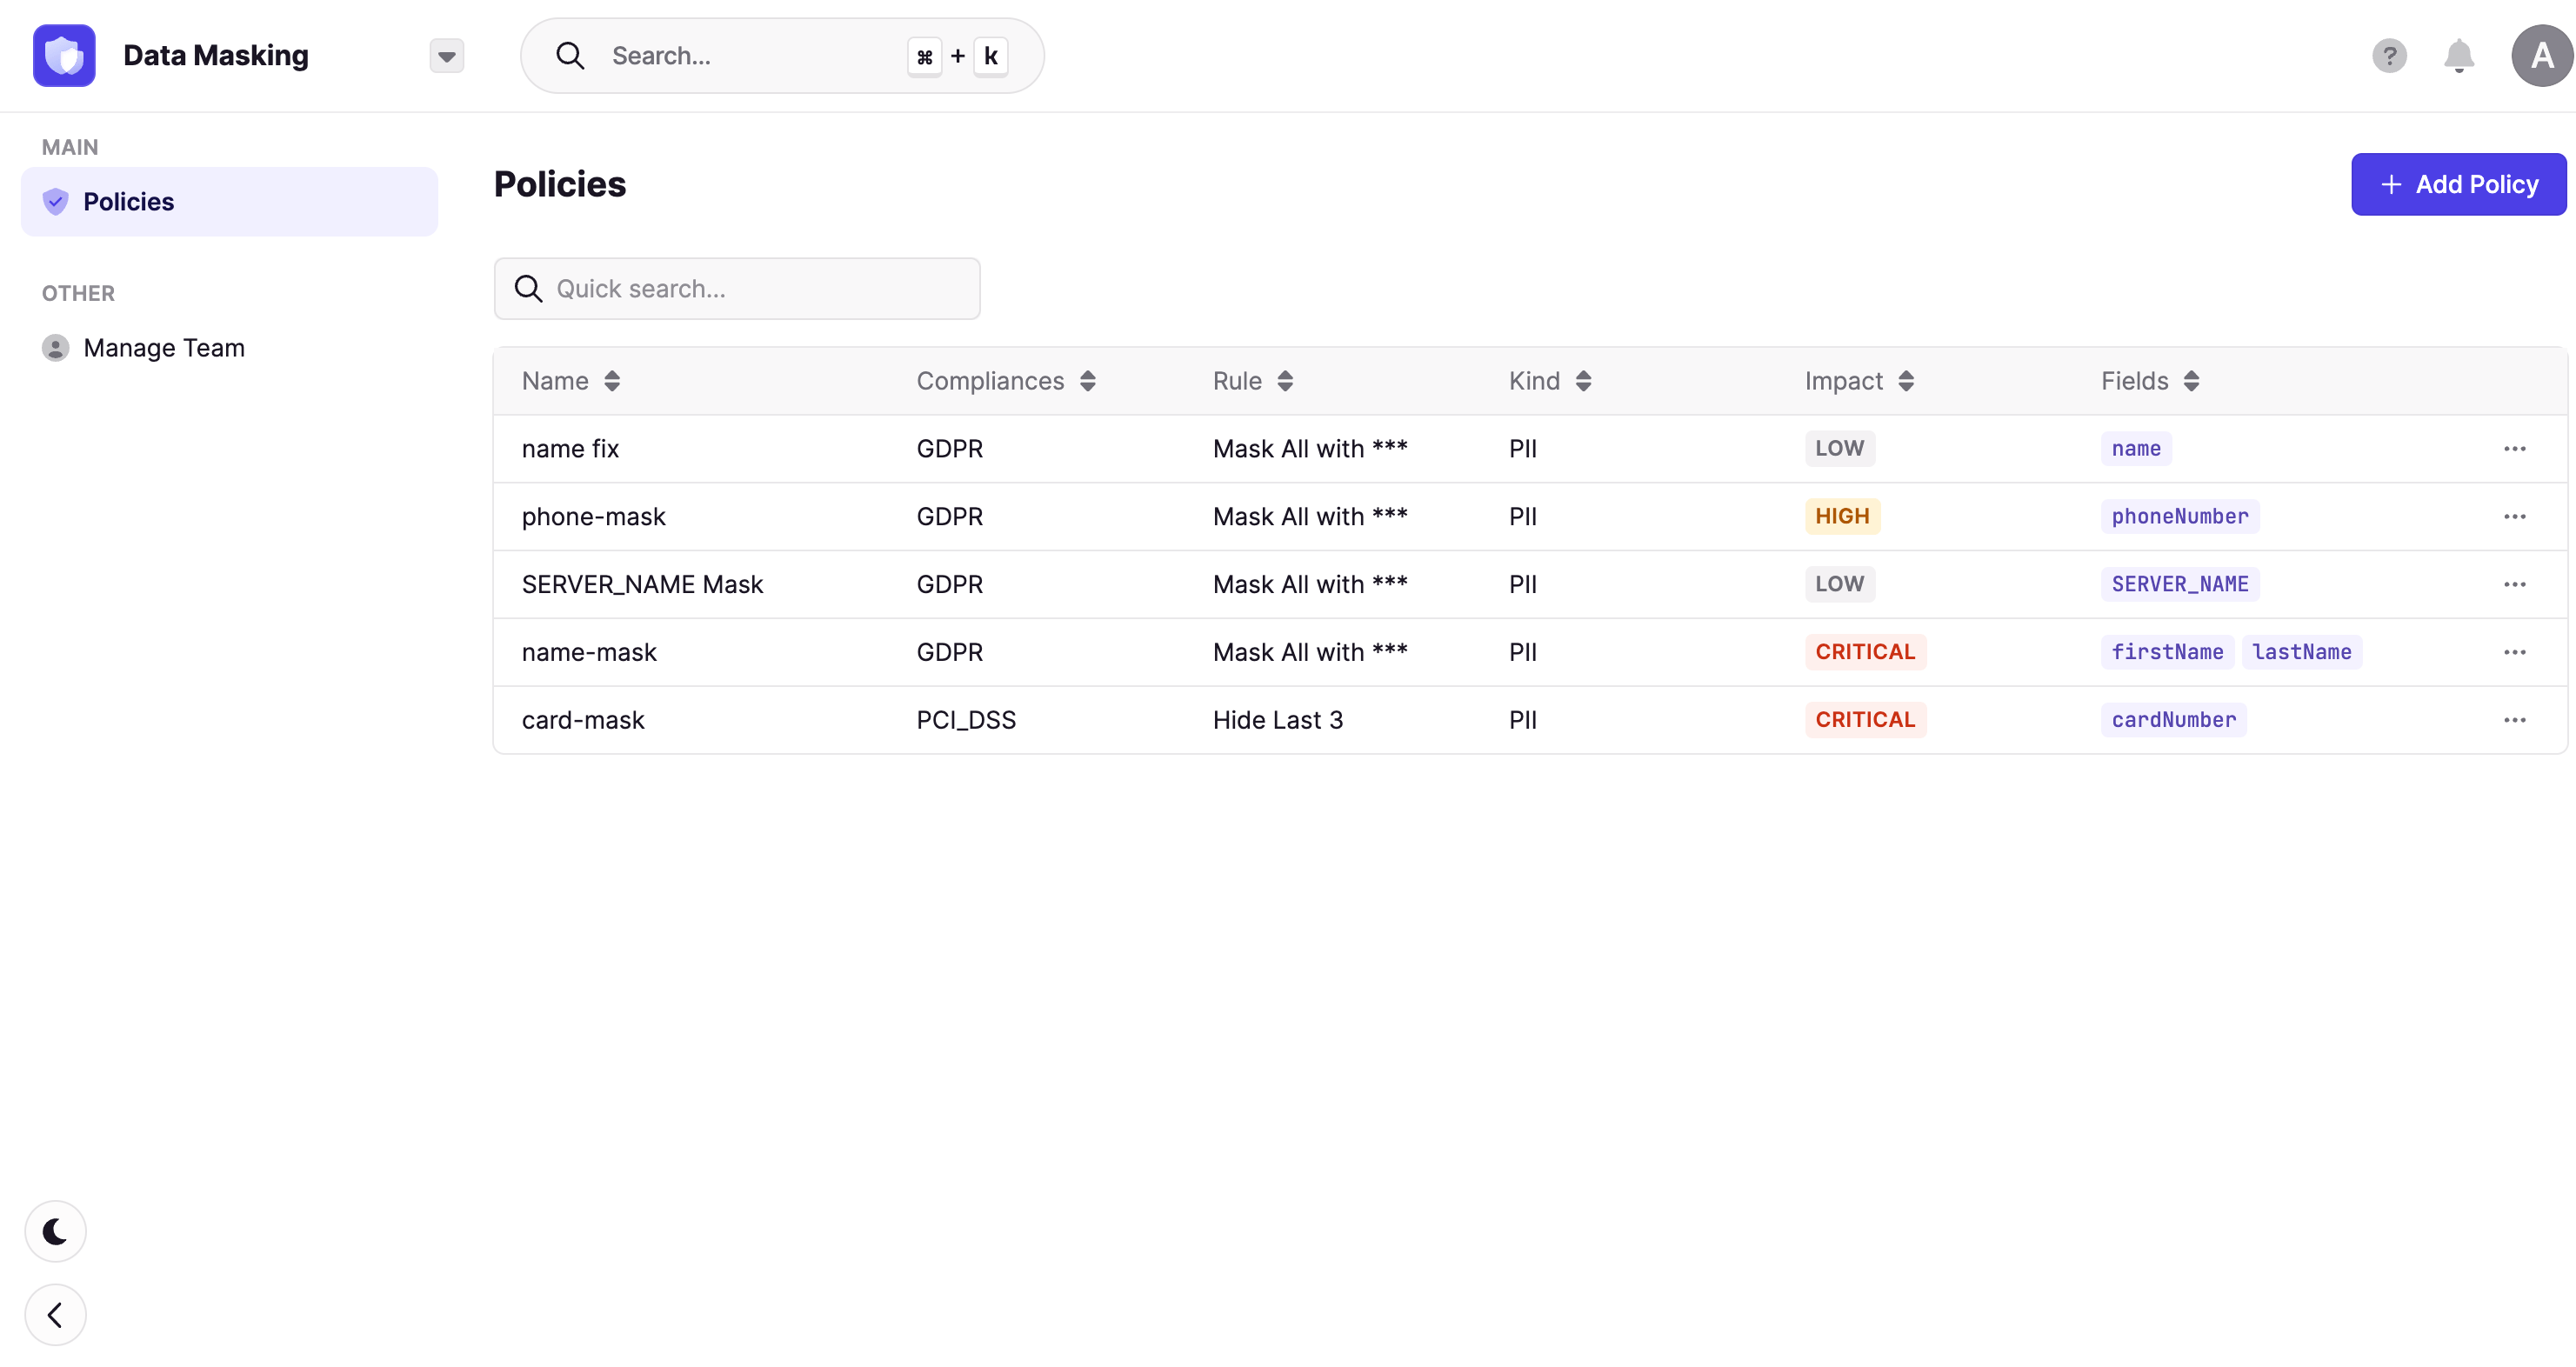 Data Masking
Search...
⌘ + k
?
A
MAIN
Policies
OTHER
Manage Team
Policies
+ Add Policy
Quick search...
Name Compliances Rule Kind Impact Fields
name fix GDPR Mask All with *** PII LOW name ...
phone-mask GDPR Mask All with *** PII HIGH phoneNumber ...
SERVER_NAME Mask GDPR Mask All with *** PII LOW SERVER_NAME ...
name-mask GDPR Mask All with *** PII CRITICAL firstName lastName ...
card-mask PCI_DSS Hide Last 3 PII CRITICAL cardNumber ...